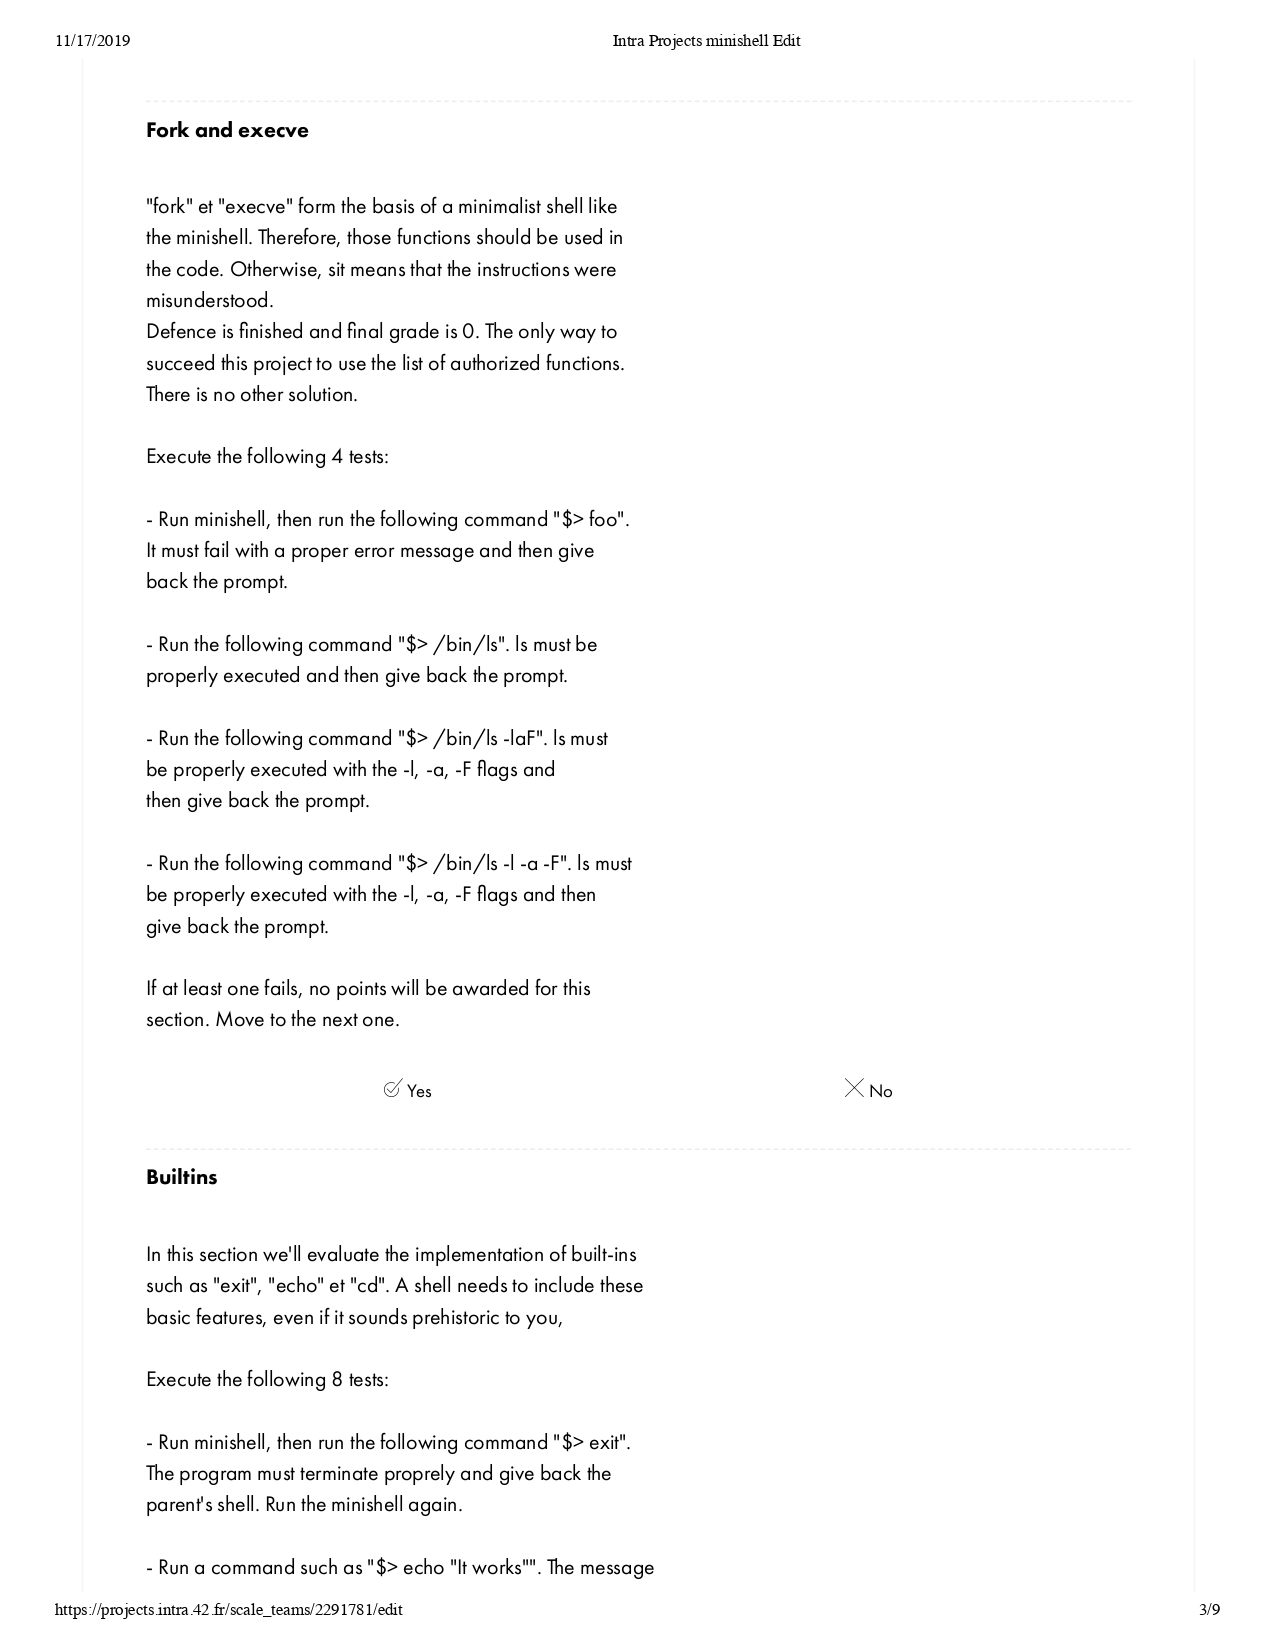 11/17/2019 Intra Projects minishell Edit
Fork and execve
"fork" et "execve" form the basis of a minimalist shell like
the minishell. Therefore, those functions should be used in
the code. Otherwise, sit means that the instructions were
misunderstood.
Defence is finished and final grade is 0. The only way to
succeed this project to use the list of authorized functions.
There is no other solution.
Execute the following 4 tests:
- Run minishell, then run the following command "$> foo".
It must fail with a proper error message and then give
back the prompt.
- Run the following command "$> /bin/ls". ls must be
properly executed and then give back the prompt.
- Run the following command "$> /bin/ls -laF". ls must
be properly executed with the -l, -a, -F flags and
then give back the prompt.
- Run the following command "$> /bin/ls -l -a -F". ls must
be properly executed with the -l, -a, -F flags and then
give back the prompt.
If at least one fails, no points will be awarded for this
section. Move to the next one.
Yes No
Builtins
In this section we'll evaluate the implementation of built-ins
such as "exit", "echo" et "cd". A shell needs to include these
basic features, even if it sounds prehistoric to you,
Execute the following 8 tests:
- Run minishell, then run the following command "$> exit".
The program must terminate proprely and give back the
parent's shell. Run the minishell again.
- Run a command such as "$> echo "It works"". The message
https://projects.intra.42.fr/scale_teams/2291781/edit 3/9